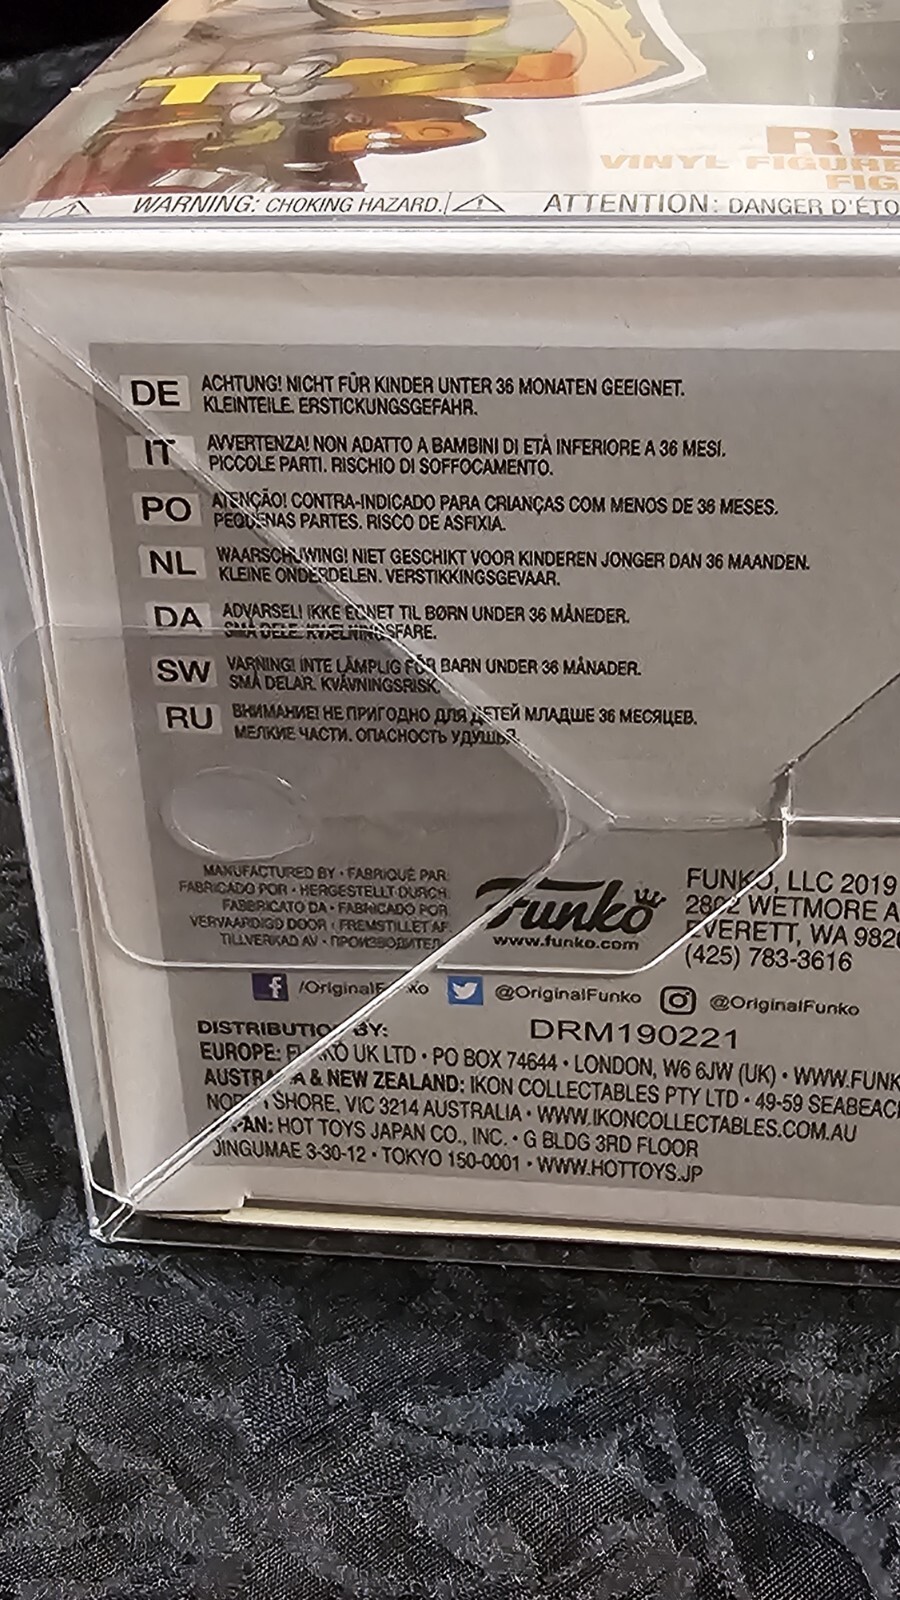 RE
VINYL FIGURE
FIG
WARNING: CHOKING HAZARD. ATTENTION: DANGER D'ÉTO
DE ACHTUNG! NICHT FÜR KINDER UNTER 36 MONATEN GEEIGNET.
KLEINTEILE. ERSTICKUNGSGEFAHR.
IT AVVERTENZA! NON ADATTO A BAMBINI DI ETÀ INFERIORE A 36 MESI.
PICCOLE PARTI. RISCHIO DI SOFFOCAMENTO.
PO ATENÇÃO! CONTRA-INDICADO PARA CRIANÇAS COM MENOS DE 36 MESES.
PEQUENAS PARTES. RISCO DE ASFIXIA.
NL WAARSCHUWING! NIET GESCHIKT VOOR KINDEREN JONGER DAN 36 MAANDEN.
KLEINE ONDERDELEN. VERSTIKKINGSGEVAAR.
DA ADVARSEL! IKKE EGNET TIL BØRN UNDER 36 MÅNEDER.
SMÅ DELE. KVÆLNINGSFARE.
SW VARNING! INTE LÄMPLIG FÖR BARN UNDER 36 MÅNADER.
SMÅ DELAR. KVÄVNINGSRISK.
RU ВНИМАНИЕ! НЕ ПРИГОДНО ДЛЯ ДЕТЕЙ МЛАДШЕ 36 МЕСЯЦЕВ.
МЕЛКИЕ ЧАСТИ. ОПАСНОСТЬ УДУШЬЯ.
MANUFACTURED BY • FABRIQUÉ PAR
FABRICADO POR • HERGESTELLT DURCH
FABBRICATO DA • FABRICADO POR
VERVAARDIGD DOOR • FREMSTILLET AF
TILLVERKAD AV • ПРОИЗВОДИТЕЛ
Funko
www.funko.com
FUNKO, LLC 2019
2802 WETMORE A
EVERETT, WA 9820
(425) 783-3616
f /OriginalFunko @OriginalFunko @OriginalFunko
DISTRIBUTION BY: DRM190221
EUROPE: FUNKO UK LTD • PO BOX 74644 • LONDON, W6 6JW (UK) • WWW.FUNK
AUSTRALIA & NEW ZEALAND: IKON COLLECTABLES PTY LTD • 49-59 SEABEAC
NORTH SHORE, VIC 3214 AUSTRALIA • WWW.IKONCOLLECTABLES.COM.AU
JAPAN: HOT TOYS JAPAN CO., INC. • G BLDG 3RD FLOOR
JINGUMAE 3-30-12 • TOKYO 150-0001 • WWW.HOTTOYS.JP